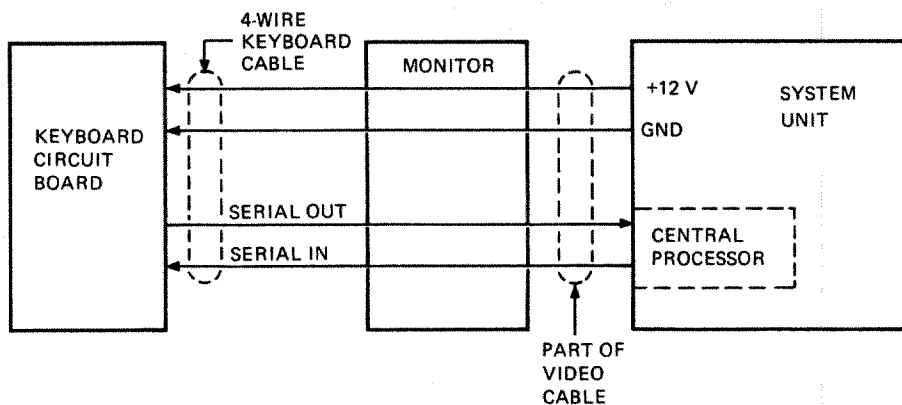 4-WIRE
KEYBOARD
CABLE
MONITOR
+12 V
SYSTEM
UNIT
GND
KEYBOARD
CIRCUIT
BOARD
SERIAL OUT
SERIAL IN
CENTRAL
PROCESSOR
PART OF
VIDEO
CABLE